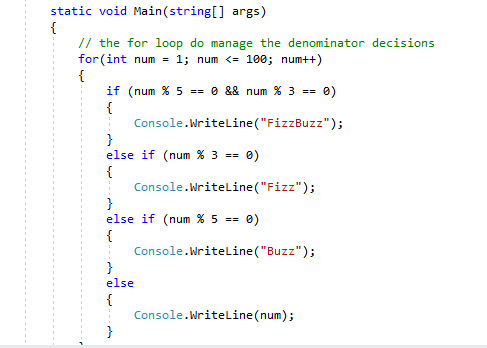 static void Main(string[] args)
{
// the for loop do manage the denominator decisions
for(int num = 1; num <= 100; num++)
{
if (num % 5 == 0 && num % 3 == 0)
{
Console.WriteLine("FizzBuzz");
}
else if (num % 3 == 0)
{
Console.WriteLine("Fizz");
}
else if (num % 5 == 0)
{
Console.WriteLine("Buzz");
}
else
{
Console.WriteLine(num);
}